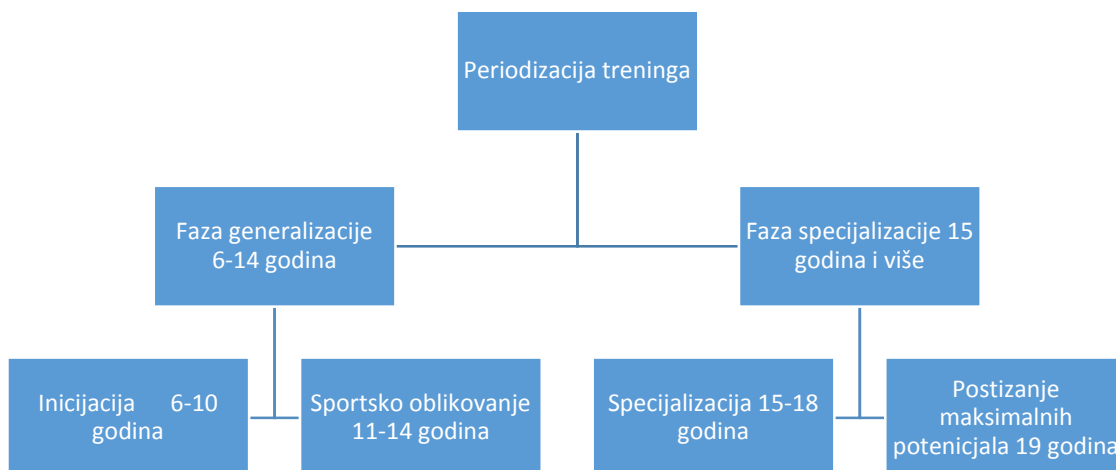 Periodizacija treninga
Faza generalizacije
6-14 godina
Faza specijalizacije 15
godina i više
Inicijacija 6-10
godina
Sportsko oblikovanje
11-14 godina
Specijalizacija 15-18
godina
Postizanje
maksimalnih
potenicjala 19 godina